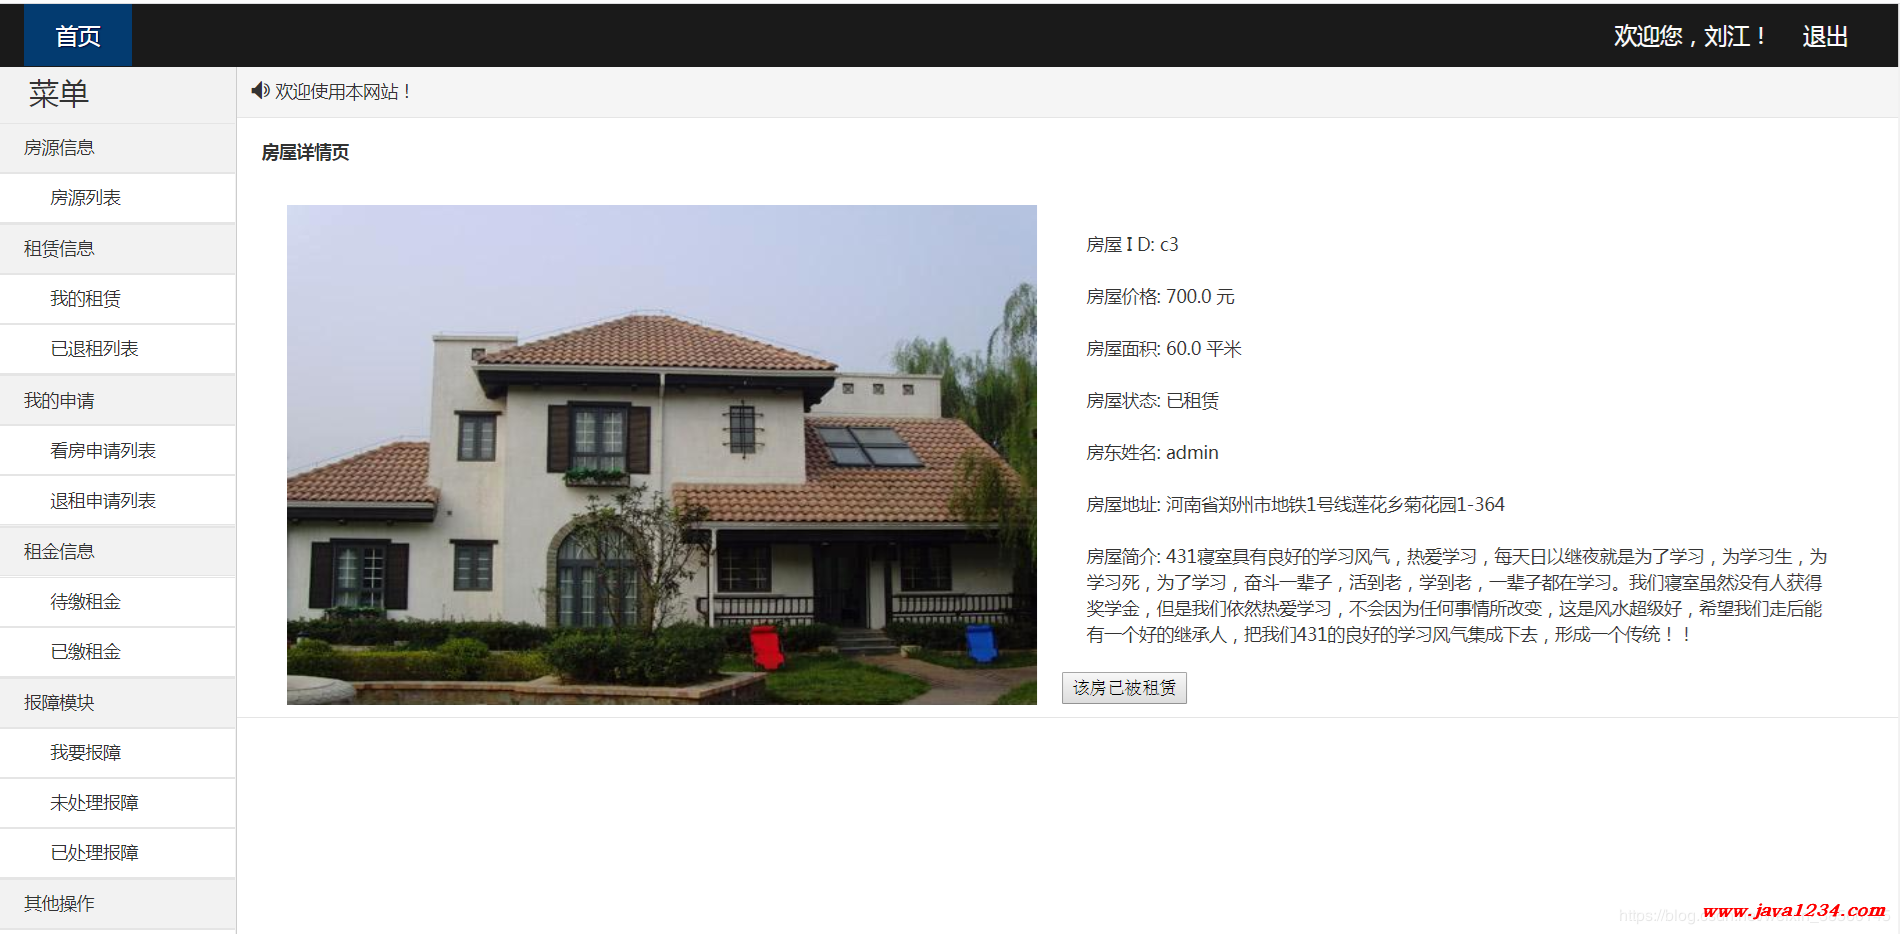 首页
欢迎您，刘江！ 退出
菜单
欢迎使用本网站！
房源信息
房源列表
租赁信息
我的租赁
已退租列表
我的申请
看房申请列表
退租申请列表
租金信息
待缴租金
已缴租金
报障模块
我要报障
未处理报障
已处理报障
其他操作
房屋详情页
房屋 I D: c3
房屋价格: 700.0 元
房屋面积: 60.0 平米
房屋状态: 已租赁
房东姓名: admin
房屋地址: 河南省郑州市地铁1号线莲花乡菊花园1-364
房屋简介: 431寝室具有良好的学习风气，热爱学习，每天日以继夜就是为了学习，为学习生，为
学习死，为了学习，奋斗一辈子，活到老，学到老，一辈子都在学习。我们寝室虽然没有人获得
奖学金，但是我们依然热爱学习，不会因为任何事情所改变，这是风水超级好，希望我们走后能
有一个好的继承人，把我们431的良好的学习风气集成下去，形成一个传统！！
该房已被租赁
www.java1234.com